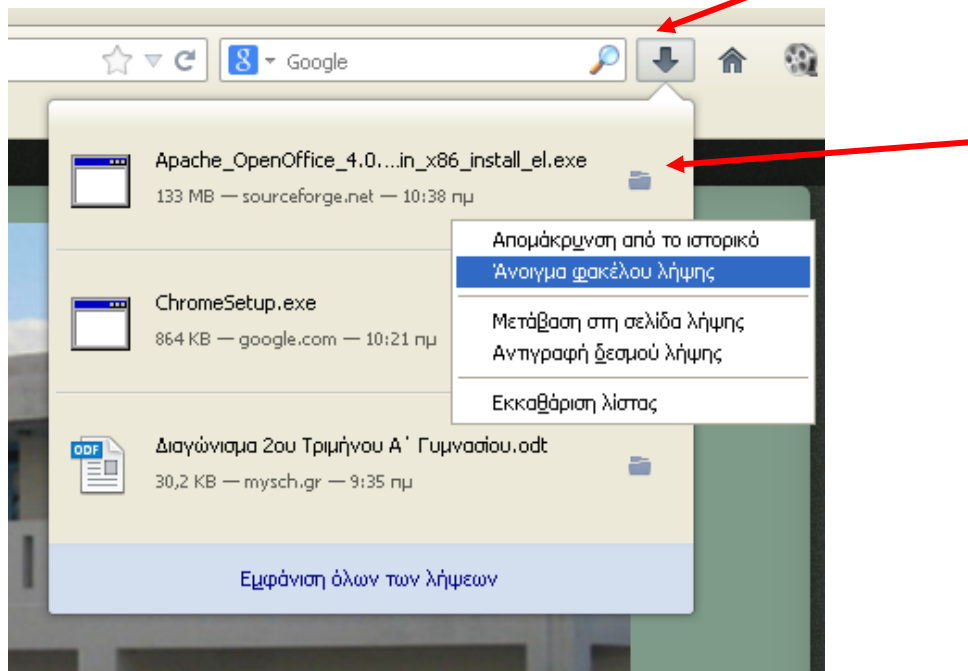 Google
Apache_OpenOffice_4.0....in_x86_install_el.exe
133 MB — sourceforge.net — 10:38 πμ
Απομάκρυνση από το ιστορικό
Άνοιγμα φακέλου λήψης
ChromeSetup.exe
864 KB — google.com — 10:21 πμ
Μετάβαση στη σελίδα λήψης
Αντιγραφή δεσμού λήψης
Εκκαθάριση λίστας
ODF
Διαγώνισμα 2ου Τριμήνου Α΄ Γυμνασίου.odt
30,2 KB — mysch.gr — 9:35 πμ
Εμφάνιση όλων των λήψεων